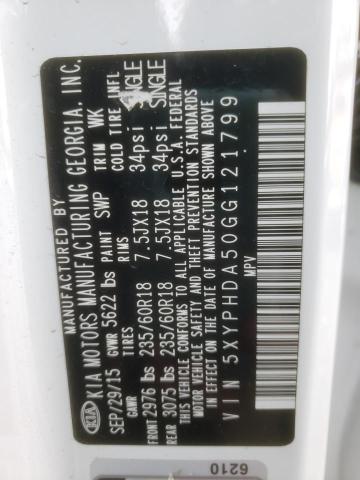 MANUFACTURED BY
KIA KIA MOTORS MANUFACTURING GEORGIA, INC.
SEP/29/15 GVWR 5622 lbs PAINT SWP TRIM WK
GAWR TIRES RIMS COLD TIRE INFL
FRONT 2976 lbs 235/60R18 7.5JX18 34psi SINGLE
REAR 3075 lbs 235/60R18 7.5JX18 34psi SINGLE
THIS VEHICLE CONFORMS TO ALL APPLICABLE U.S.A. FEDERAL
MOTOR VEHICLE SAFETY AND THEFT PREVENTION STANDARDS
IN EFFECT ON THE DATE OF MANUFACTURE SHOWN ABOVE
VIN 5XYPHDA50GG121799
MPV
6210